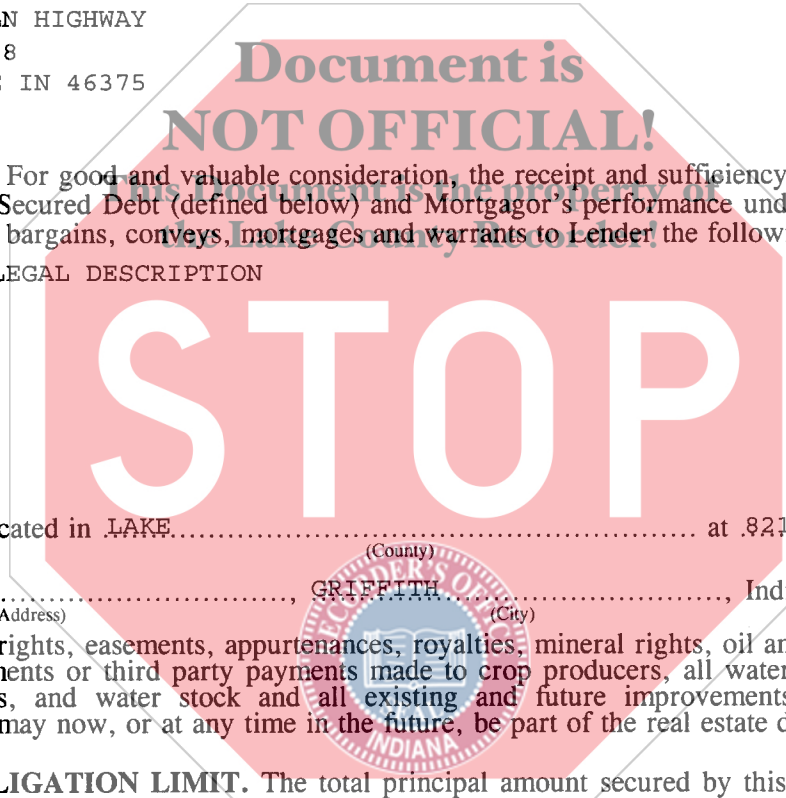 N HIGHWAY
8
IN 46375
Document is
NOT OFFICIAL!
This Document is the property of
the Lake County Recorder!
For good and valuable consideration, the receipt and sufficiency
Secured Debt (defined below) and Mortgagor's performance und
bargains, conveys, mortgages and warrants to Lender the follow
LEGAL DESCRIPTION
STOP
cated in LAKE at 821
(County)
GRIFFITH, Ind
Address) (City)
rights, easements, appurtenances, royalties, mineral rights, oil an
ments or third party payments made to crop producers, all water
s, and water stock and all existing and future improvements
may now, or at any time in the future, be part of the real estate d
LIGATION LIMIT. The total principal amount secured by this
RECORDER'S OFFICE
INDIANA